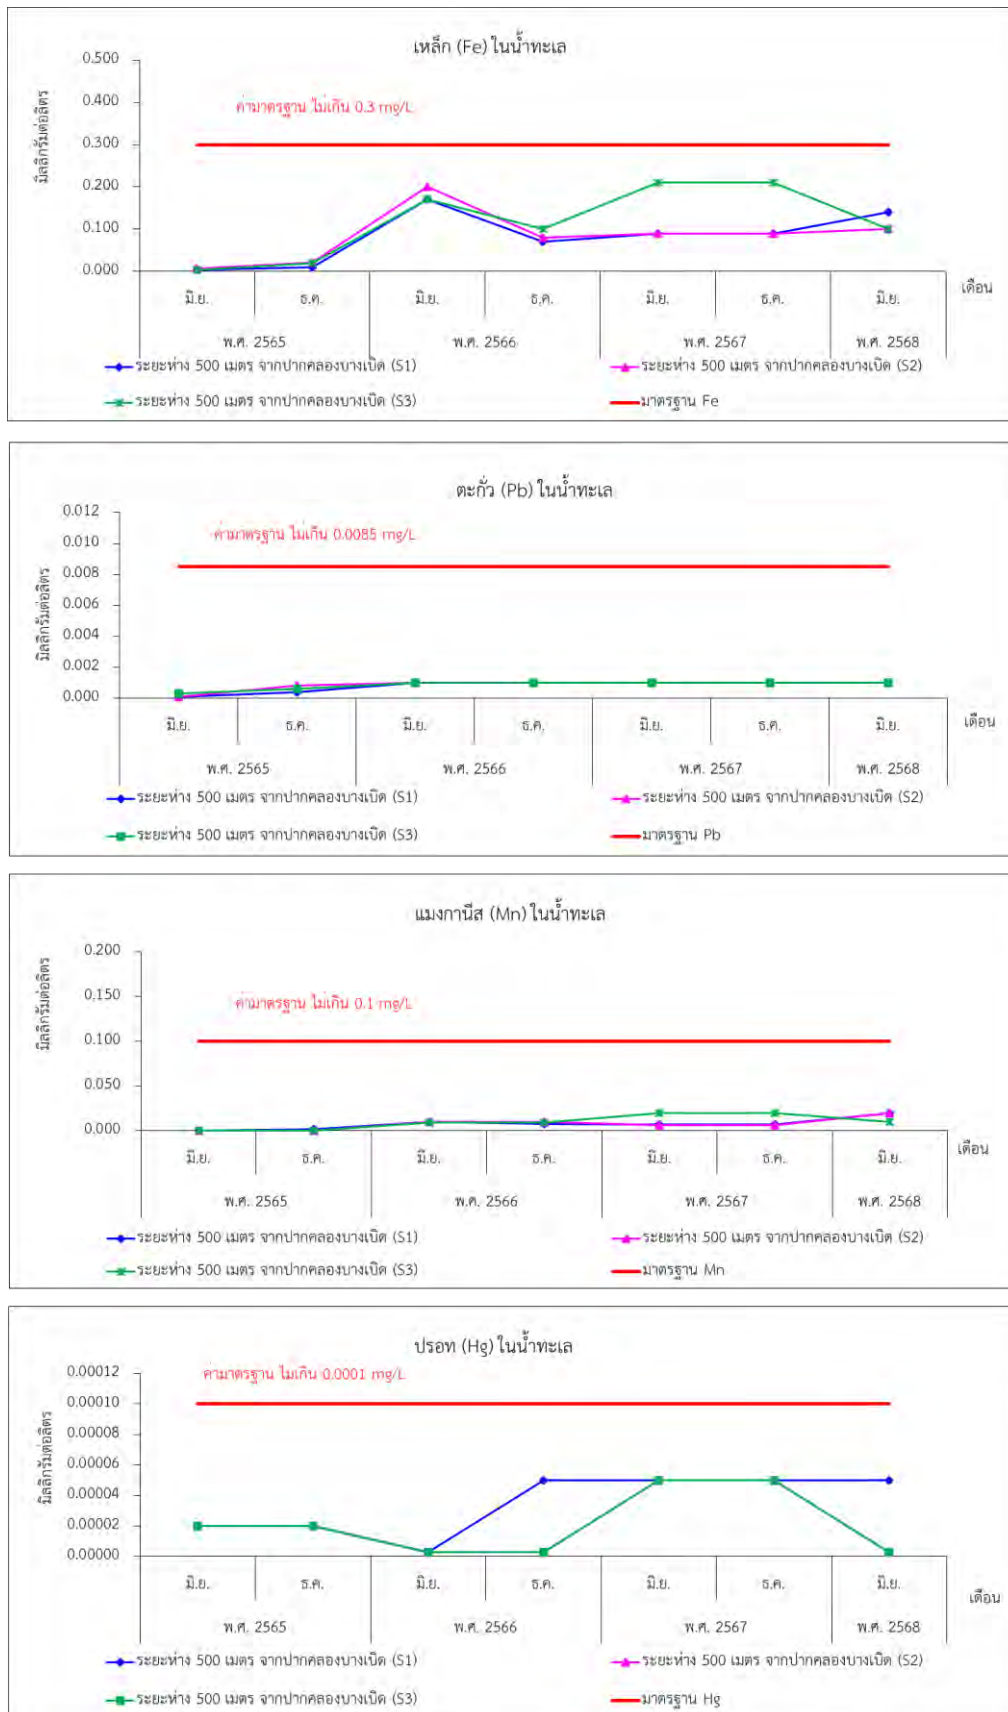 เหล็ก (Fe) ในน้ำทะเล
มิลลิกรัมต่อลิตร
0.500
0.400
0.300
0.200
0.100
0.000
ค่ามาตรฐาน ไม่เกิน 0.3 mg/L
มิ.ย. ธ.ค. มิ.ย. ธ.ค. มิ.ย. ธ.ค. มิ.ย.
เดือน
พ.ศ. 2565 พ.ศ. 2566 พ.ศ. 2567 พ.ศ. 2568
ระยะห่าง 500 เมตร จากปากคลองบางเบิด (S1) ระยะห่าง 500 เมตร จากปากคลองบางเบิด (S2)
ระยะห่าง 500 เมตร จากปากคลองบางเบิด (S3) มาตรฐาน Fe
ตะกั่ว (Pb) ในน้ำทะเล
มิลลิกรัมต่อลิตร
0.012
0.010
0.008
0.006
0.004
0.002
0.000
ค่ามาตรฐาน ไม่เกิน 0.0085 mg/L
มิ.ย. ธ.ค. มิ.ย. ธ.ค. มิ.ย. ธ.ค. มิ.ย.
เดือน
พ.ศ. 2565 พ.ศ. 2566 พ.ศ. 2567 พ.ศ. 2568
ระยะห่าง 500 เมตร จากปากคลองบางเบิด (S1) ระยะห่าง 500 เมตร จากปากคลองบางเบิด (S2)
ระยะห่าง 500 เมตร จากปากคลองบางเบิด (S3) มาตรฐาน Pb
แมงกานีส (Mn) ในน้ำทะเล
มิลลิกรัมต่อลิตร
0.200
0.150
0.100
0.050
0.000
ค่ามาตรฐาน ไม่เกิน 0.1 mg/L
มิ.ย. ธ.ค. มิ.ย. ธ.ค. มิ.ย. ธ.ค. มิ.ย.
เดือน
พ.ศ. 2565 พ.ศ. 2566 พ.ศ. 2567 พ.ศ. 2568
ระยะห่าง 500 เมตร จากปากคลองบางเบิด (S1) ระยะห่าง 500 เมตร จากปากคลองบางเบิด (S2)
ระยะห่าง 500 เมตร จากปากคลองบางเบิด (S3) มาตรฐาน Mn
ปรอท (Hg) ในน้ำทะเล
มิลลิกรัมต่อลิตร
0.00012
0.00010
0.00008
0.00006
0.00004
0.00002
0.00000
ค่ามาตรฐาน ไม่เกิน 0.0001 mg/L
มิ.ย. ธ.ค. มิ.ย. ธ.ค. มิ.ย. ธ.ค. มิ.ย.
เดือน
พ.ศ. 2565 พ.ศ. 2566 พ.ศ. 2567 พ.ศ. 2568
ระยะห่าง 500 เมตร จากปากคลองบางเบิด (S1) ระยะห่าง 500 เมตร จากปากคลองบางเบิด (S2)
ระยะห่าง 500 เมตร จากปากคลองบางเบิด (S3) มาตรฐาน Hg